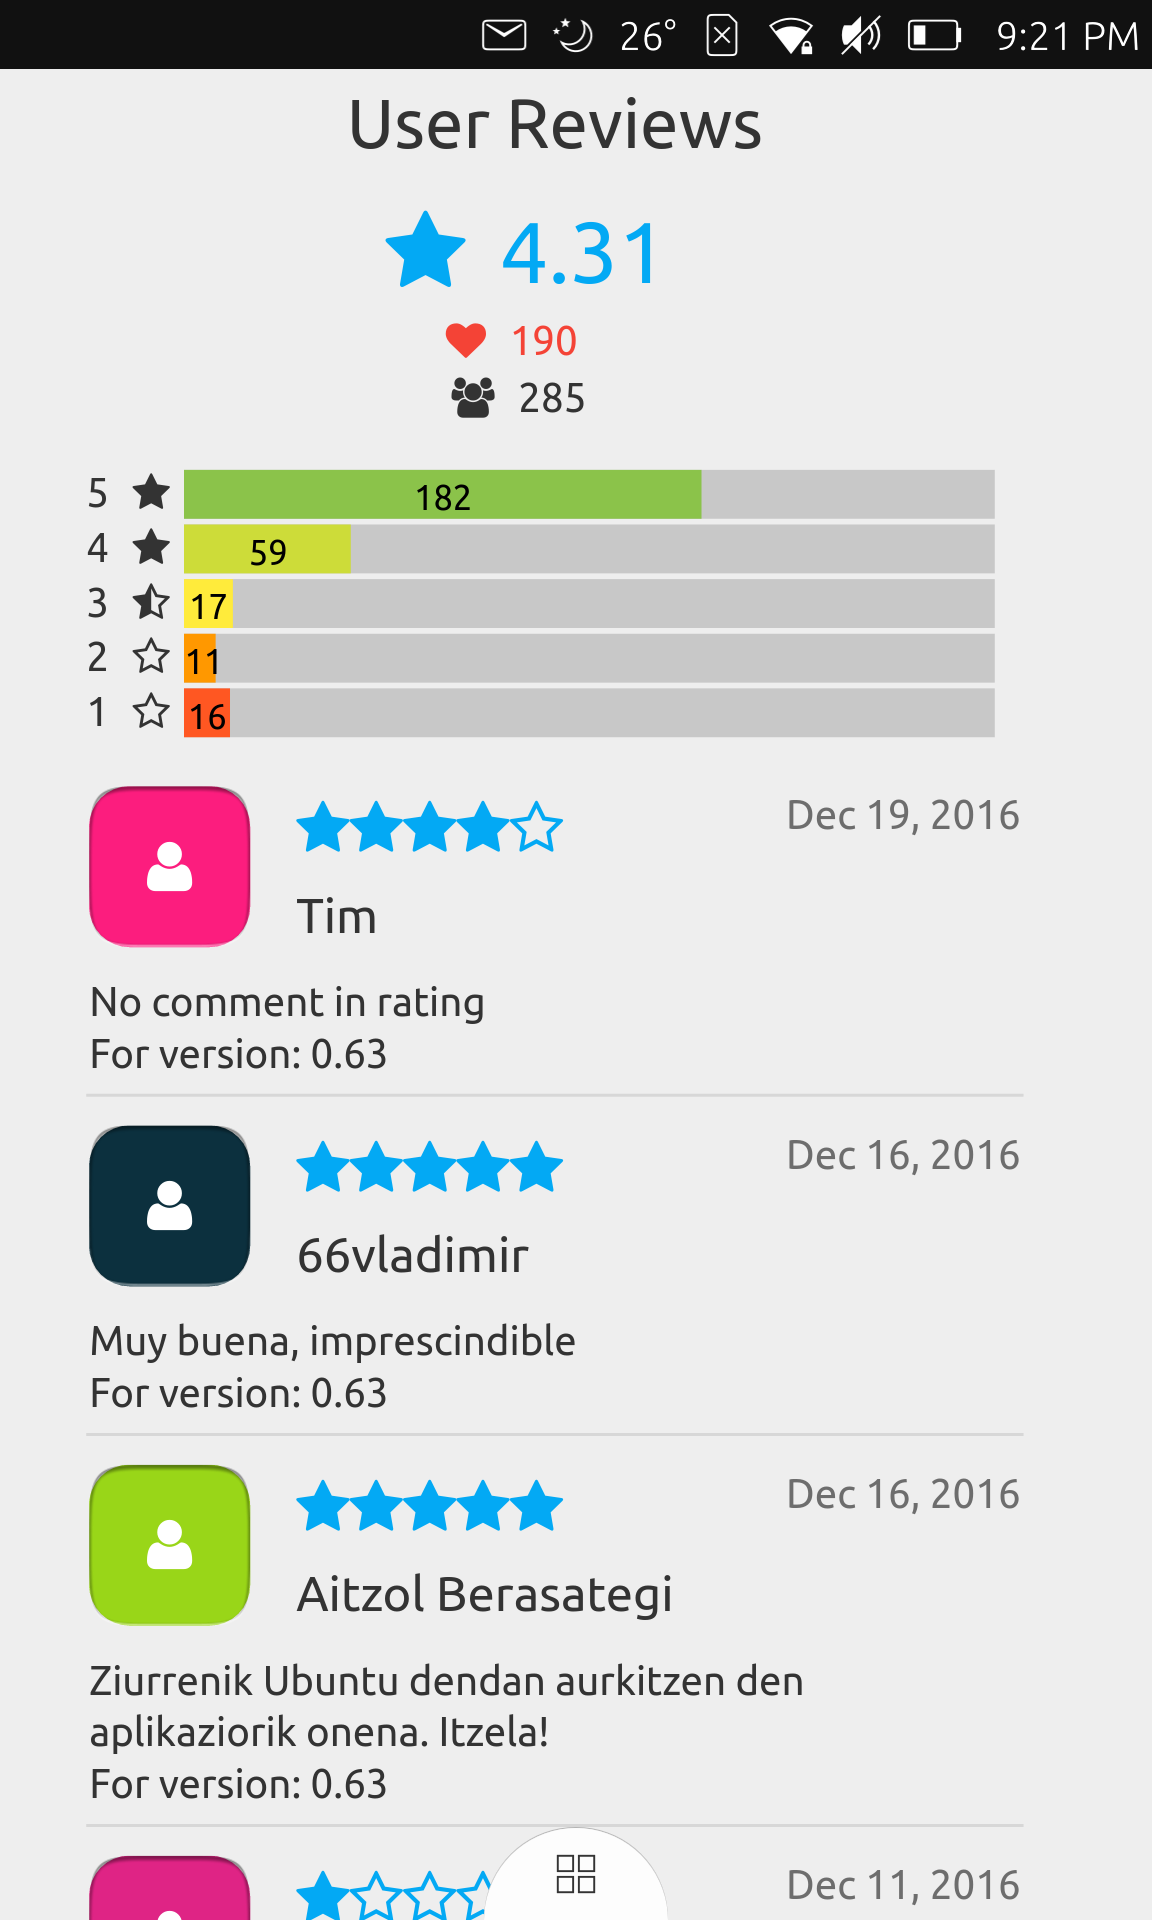 26° 9:21 PM
User Reviews
4.31
190
285
5 182
4 59
3 17
2 11
1 16
Dec 19, 2016
Tim
No comment in rating
For version: 0.63
Dec 16, 2016
66vladimir
Muy buena, imprescindible
For version: 0.63
Dec 16, 2016
Aitzol Berasategi
Ziurrenik Ubuntu dendan aurkitzen den
aplikaziorik onena. Itzela!
For version: 0.63
Dec 11, 2016